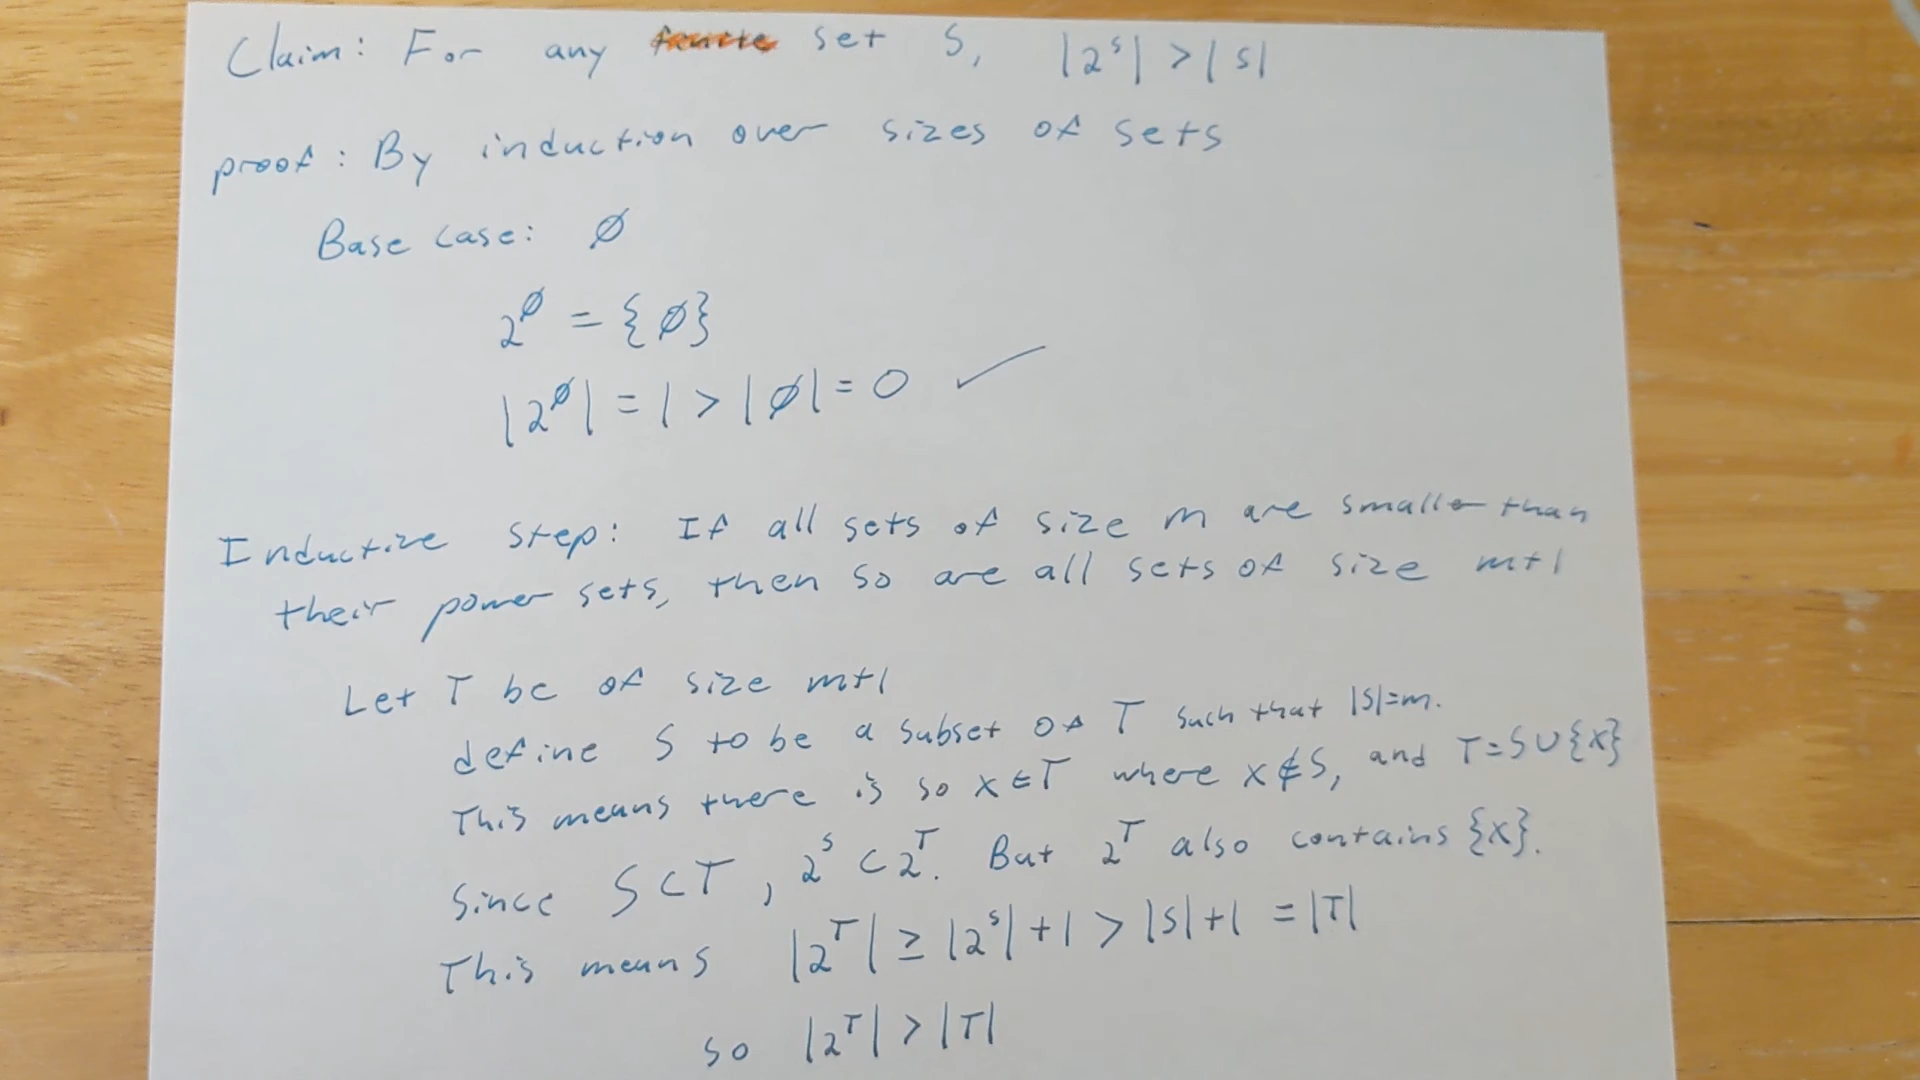 Claim: For any finite set S, |2^S| > |S|
proof: By induction over sizes of sets
Base case: ∅
2^∅ = {∅}
|2^∅| = 1 > |∅| = 0 ✓
Inductive step: If all sets of size m are smaller than
their power sets, then so are all sets of size m+1
Let T be of size m+1
define S to be a subset of T such that |S|=m.
This means there is so x ∈ T where x ∉ S, and T = S ∪ {x}
Since S ⊂ T, 2^S ⊂ 2^T. But 2^T also contains {x}.
This means |2^T| ≥ |2^S| + 1 > |S| + 1 = |T|
so |2^T| > |T|